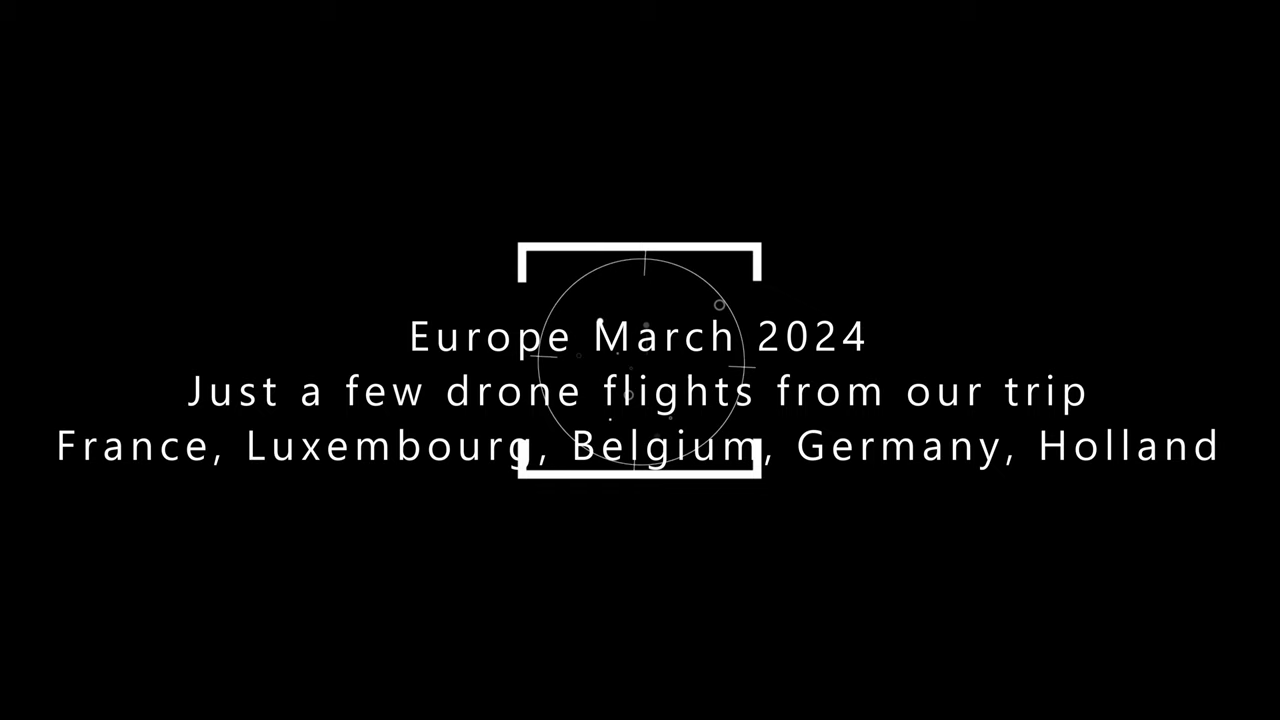 Europe March 2024
Just a few drone flights from our trip
France, Luxembourg, Belgium, Germany, Holland